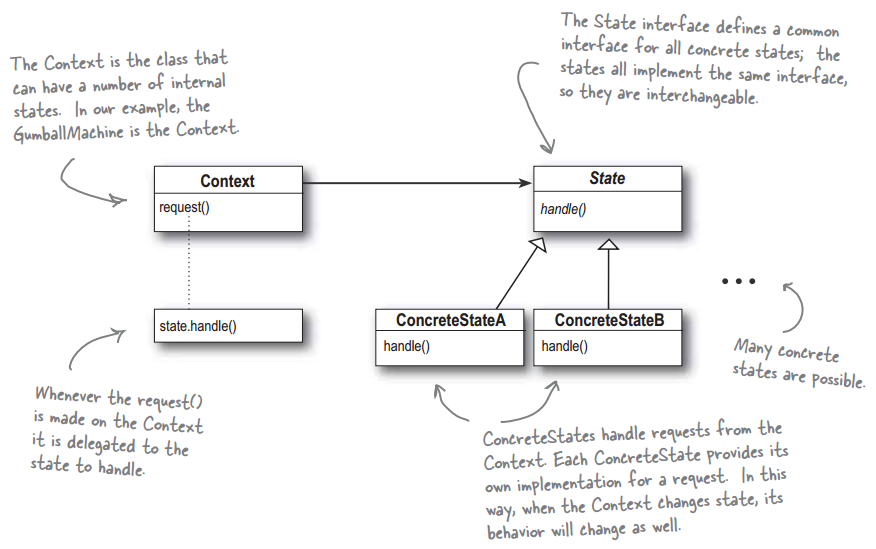 The Context is the class that
can have a number of internal
states. In our example, the
GumballMachine is the Context.
The State interface defines a common
interface for all concrete states; the
states all implement the same interface,
so they are interchangeable.
Context
request()
State
handle()
state.handle()
ConcreteStateA
handle()
ConcreteStateB
handle()
Many concrete
states are possible.
Whenever the request()
is made on the Context
it is delegated to the
state to handle.
ConcreteStates handle requests from the
Context. Each ConcreteState provides its
own implementation for a request. In this
way, when the Context changes state, its
behavior will change as well.